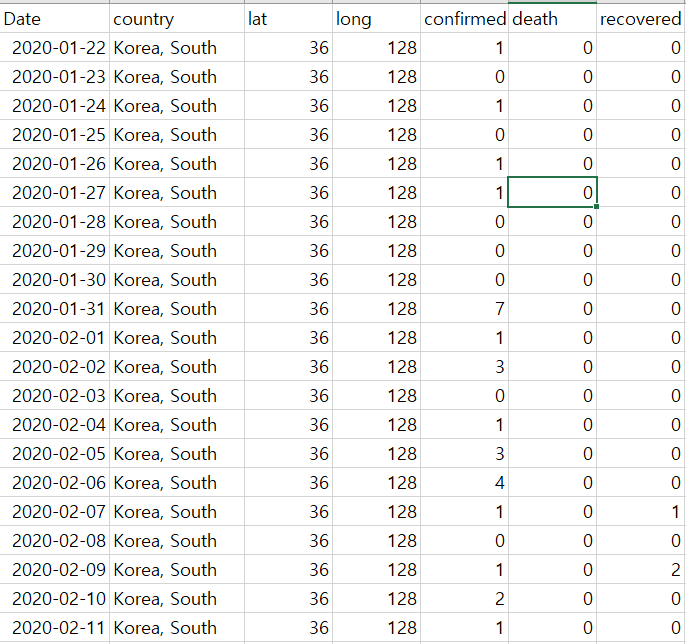 Date country lat long confirmed death recovered
2020-01-22 Korea, South 36 128 1 0 0
2020-01-23 Korea, South 36 128 0 0 0
2020-01-24 Korea, South 36 128 1 0 0
2020-01-25 Korea, South 36 128 0 0 0
2020-01-26 Korea, South 36 128 1 0 0
2020-01-27 Korea, South 36 128 1 0 0
2020-01-28 Korea, South 36 128 0 0 0
2020-01-29 Korea, South 36 128 0 0 0
2020-01-30 Korea, South 36 128 0 0 0
2020-01-31 Korea, South 36 128 7 0 0
2020-02-01 Korea, South 36 128 1 0 0
2020-02-02 Korea, South 36 128 3 0 0
2020-02-03 Korea, South 36 128 0 0 0
2020-02-04 Korea, South 36 128 1 0 0
2020-02-05 Korea, South 36 128 3 0 0
2020-02-06 Korea, South 36 128 4 0 0
2020-02-07 Korea, South 36 128 1 0 1
2020-02-08 Korea, South 36 128 0 0 0
2020-02-09 Korea, South 36 128 1 0 2
2020-02-10 Korea, South 36 128 2 0 0
2020-02-11 Korea, South 36 128 1 0 0